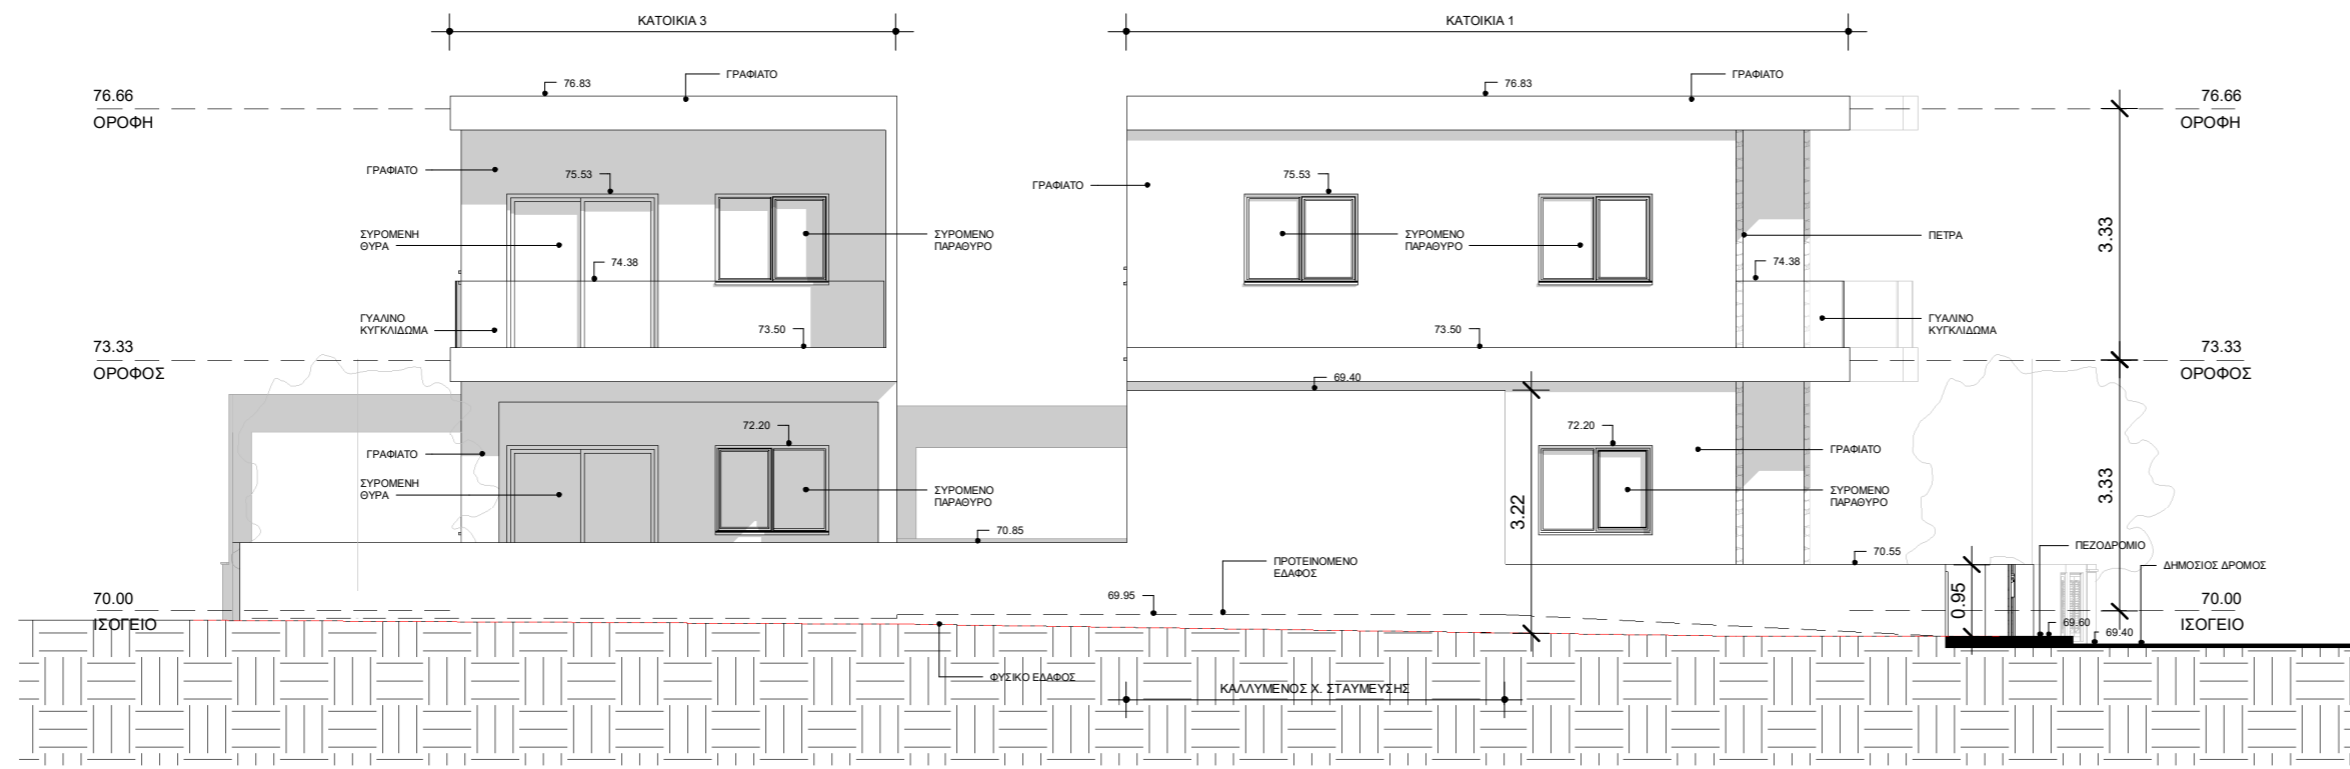 ΚΑΤΟΙΚΙΑ 3
ΚΑΤΟΙΚΙΑ 1
76.83
ΓΡΑΦΙΑΤΟ
76.83
ΓΡΑΦΙΑΤΟ
76.66
ΟΡΟΦΗ
76.66
ΟΡΟΦΗ
ΓΡΑΦΙΑΤΟ
75.53
ΓΡΑΦΙΑΤΟ
75.53
3.33
ΣΥΡΟΜΕΝΗ
ΘΥΡΑ
ΣΥΡΟΜΕΝΟ
ΠΑΡΑΘΥΡΟ
ΣΥΡΟΜΕΝΟ
ΠΑΡΑΘΥΡΟ
ΠΕΤΡΑ
74.38
74.38
ΓΥΑΛΙΝΟ
ΚΥΓΚΛΙΔΩΜΑ
73.50
73.50
ΓΥΑΛΙΝΟ
ΚΥΓΚΛΙΔΩΜΑ
73.33
ΟΡΟΦΟΣ
73.33
ΟΡΟΦΟΣ
69.40
72.20
72.20
ΓΡΑΦΙΑΤΟ
ΓΡΑΦΙΑΤΟ
ΣΥΡΟΜΕΝΗ
ΘΥΡΑ
ΣΥΡΟΜΕΝΟ
ΠΑΡΑΘΥΡΟ
3.22
ΣΥΡΟΜΕΝΟ
ΠΑΡΑΘΥΡΟ
3.33
70.85
70.55
ΠΕΖΟΔΡΟΜΙΟ
ΠΡΟΤΕΙΝΟΜΕΝΟ
ΕΔΑΦΟΣ
ΔΗΜΟΣΙΟΣ ΔΡΟΜΟΣ
70.00
ΙΣΟΓΕΙΟ
69.95
0.95
70.00
ΙΣΟΓΕΙΟ
69.60
69.40
ΦΥΣΙΚΟ ΕΔΑΦΟΣ
ΚΑΛΛΥΜΕΝΟΣ Χ. ΣΤΑΥΜΕΥΣΗΣ